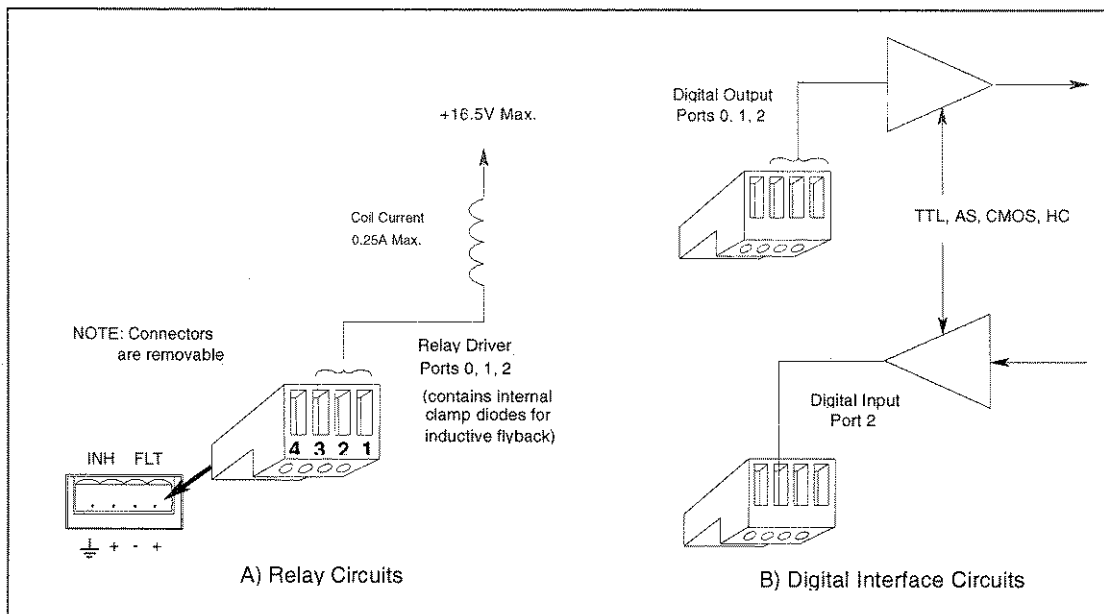 +16.5V Max.
Coil Current
0.25A Max.
NOTE: Connectors
are removable
Relay Driver
Ports 0, 1, 2
(contains internal
clamp diodes for
inductive flyback)
4 3 2 1
INH FLT
+ - +
A) Relay Circuits
Digital Output
Ports 0, 1, 2
TTL, AS, CMOS, HC
Digital Input
Port 2
B) Digital Interface Circuits